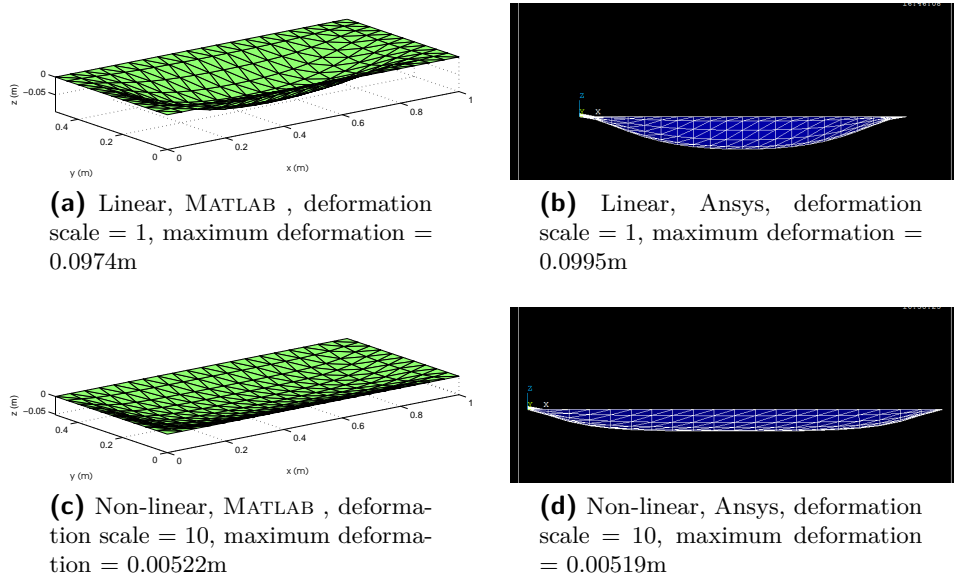 0
−0.05
z (m)
0.4
0.2
0
y (m)
0
0.2
0.4
0.6
0.8
1
x (m)
Z
Y
X
(a) Linear, MATLAB , deformation
scale = 1, maximum deformation =
0.0974m
(b) Linear, Ansys, deformation
scale = 1, maximum deformation =
0.0995m
0
−0.05
z (m)
0.4
0.2
0
y (m)
0
0.2
0.4
0.6
0.8
1
x (m)
Z
Y
X
(c) Non-linear, MATLAB , deforma-
tion scale = 10, maximum deforma-
tion = 0.00522m
(d) Non-linear, Ansys, deformation
scale = 10, maximum deformation
= 0.00519m